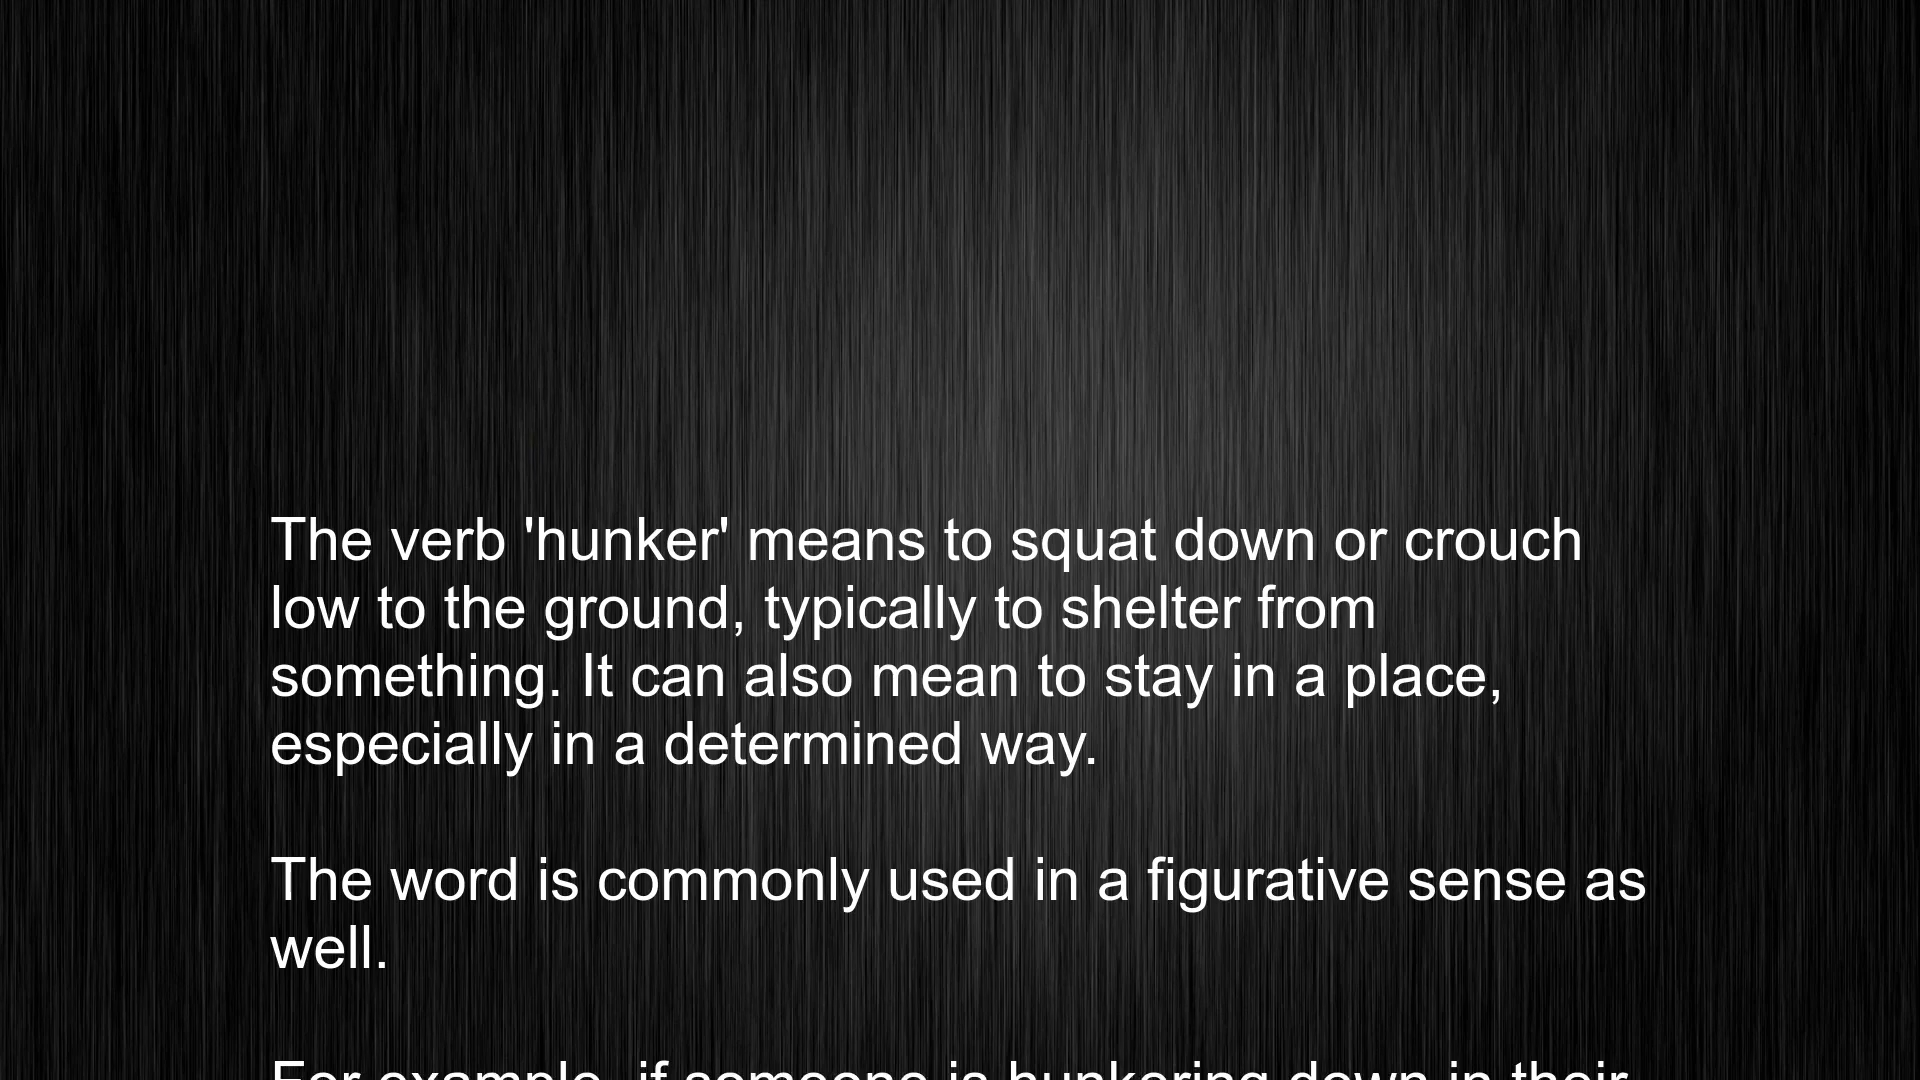 The verb 'hunker' means to squat down or crouch
low to the ground, typically to shelter from
something. It can also mean to stay in a place,
especially in a determined way.
The word is commonly used in a figurative sense as
well.
For example, if someone is hunkering down in their